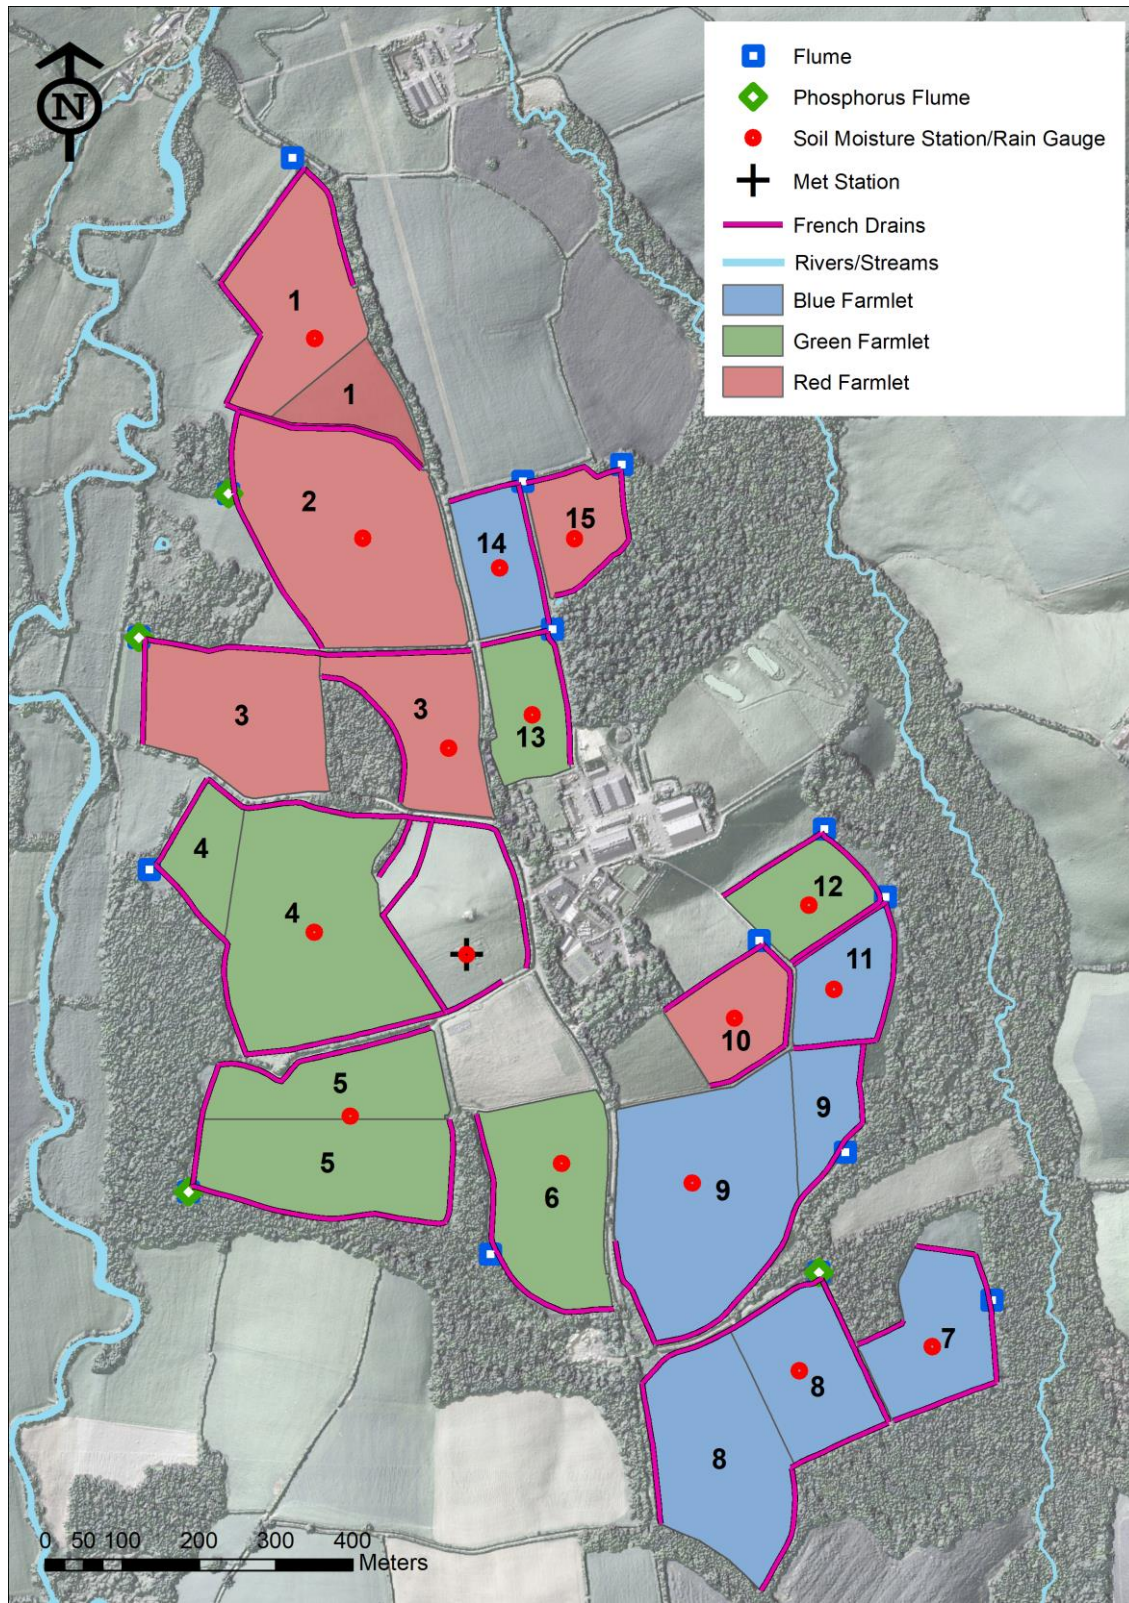 N
Flume
Phosphorus Flume
Soil Moisture Station/Rain Gauge
Met Station
French Drains
Rivers/Streams
Blue Farmlet
Green Farmlet
Red Farmlet
1
1
2
14
15
3
3
13
4
4
12
11
10
5
9
5
6
9
7
8
8
0 50 100 200 300 400
Meters